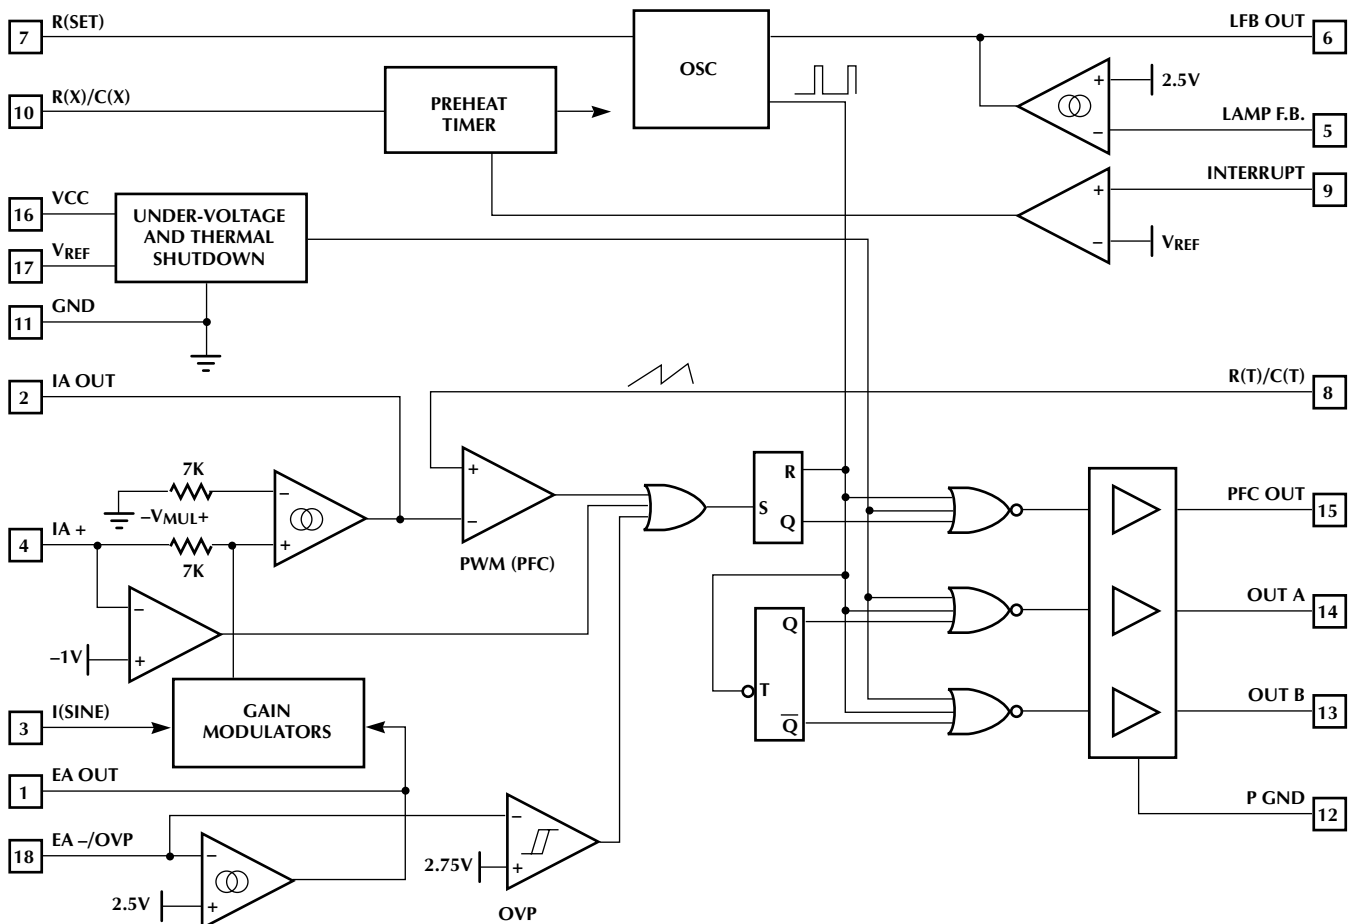 7 R(SET)
OSC
LFB OUT 6
+ 2.5V
10 R(X)/C(X)
PREHEAT
TIMER
LAMP F.B. 5
−
INTERRUPT 9
+
− VREF
16 VCC
17 VREF
UNDER-VOLTAGE
AND THERMAL
SHUTDOWN
11 GND
2 IA OUT
R(T)/C(T) 8
7K
−VMUL+
4 IA +
7K
−
+
+
−
PWM (PFC)
R
S
Q
PFC OUT 15
−
−1V
+
Q
T
Q
OUT A 14
OUT B 13
3 I(SINE)
GAIN
MODULATORS
1 EA OUT
P GND 12
18 EA −/OVP
−
2.5V
+
−
2.75V
+
OVP